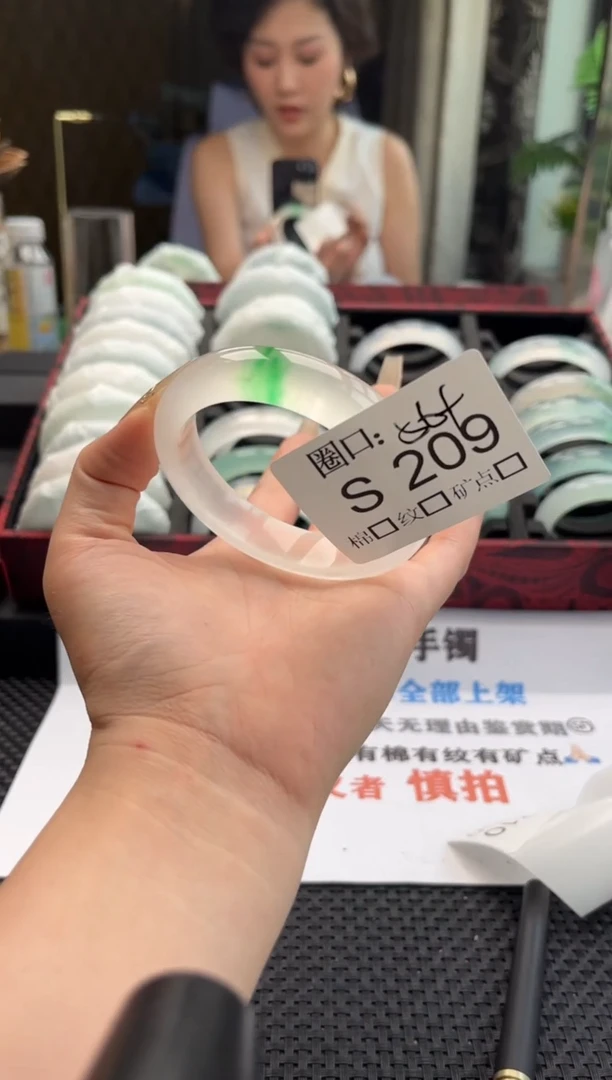 圈口:
S 209
棉□纹□矿点□
手镯
全部上架
天无理由鉴赏期
有棉有纹有矿点🙏
者 慎拍